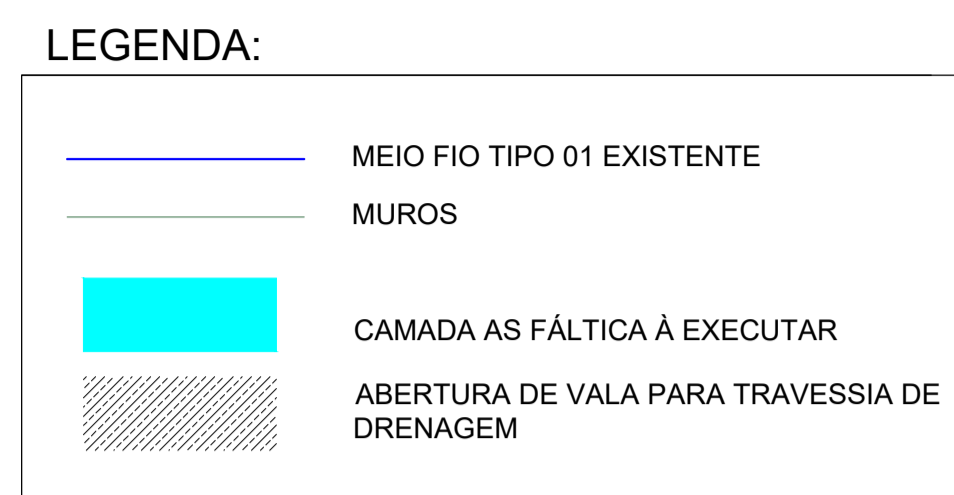 LEGENDA:
MEIO FIO TIPO 01 EXISTENTE
MUROS
CAMADA AS FÁLTICA À EXECUTAR
ABERTURA DE VALA PARA TRAVESSIA DE
DRENAGEM